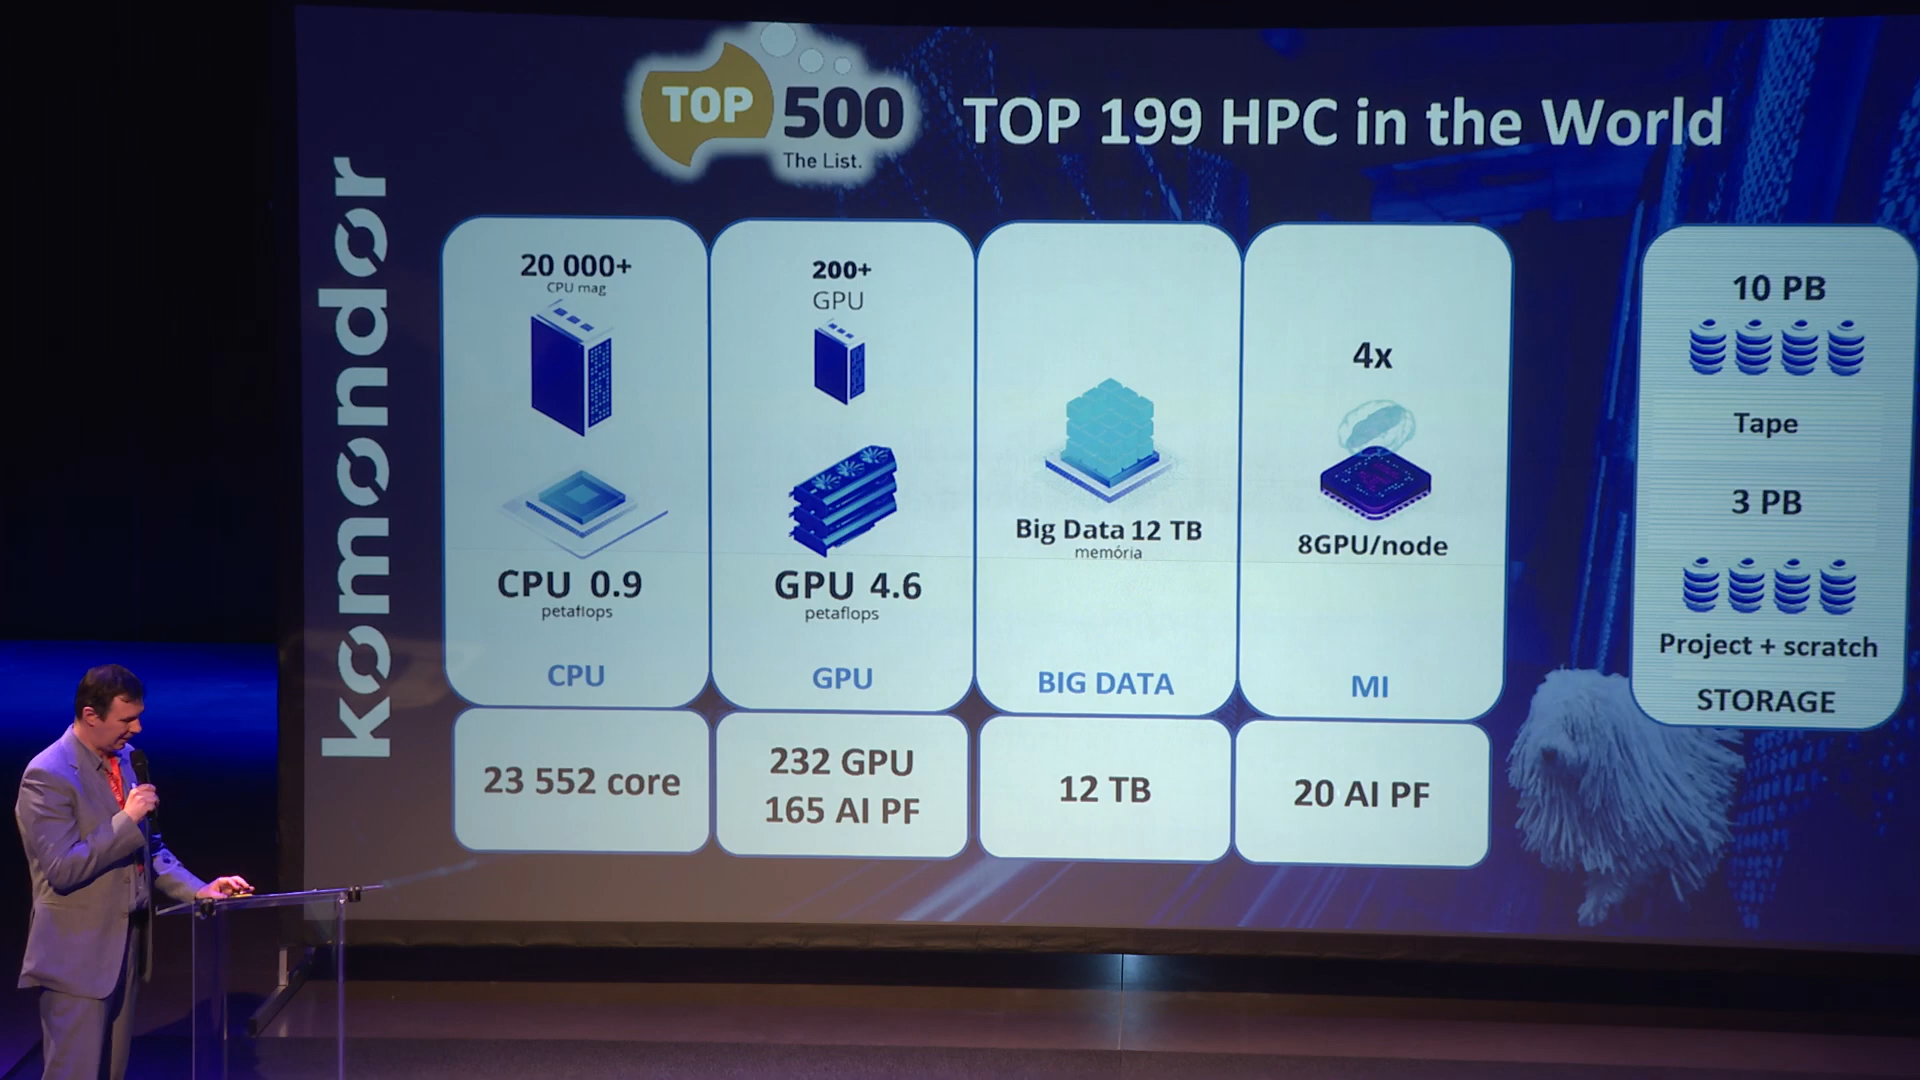 TOP 500
The List.
TOP 199 HPC in the World
komondor
20 000+
CPU mag
CPU 0.9
petaflops
CPU
23 552 core
200+
GPU
GPU 4.6
petaflops
GPU
232 GPU
165 AI PF
Big Data 12 TB
memória
BIG DATA
12 TB
4x
AI
8GPU/node
MI
20 AI PF
10 PB
Tape
3 PB
Project + scratch
STORAGE